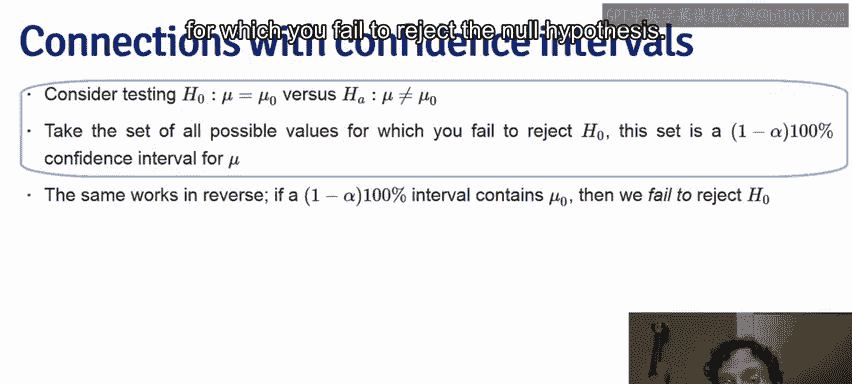 for which you fail to reject the null hypothesis.
Connections with confidence intervals
· Consider testing H₀ : μ = μ₀ versus Hₐ : μ ≠ μ₀
· Take the set of all possible values for which you fail to reject H₀, this set is a (1 − α)100%
confidence interval for μ
· The same works in reverse; if a (1 − α)100% interval contains μ₀, then we fail to reject H₀